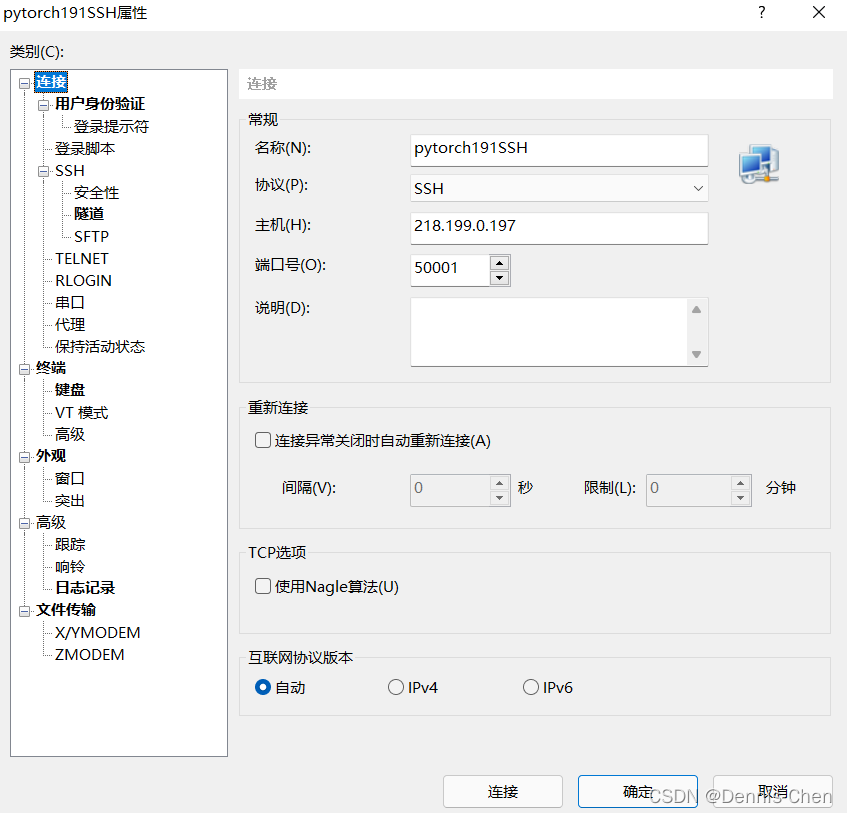 pytorch191SSH属性
类别(C):
连接
用户身份验证
登录提示符
登录脚本
SSH
安全性
隧道
SFTP
TELNET
RLOGIN
串口
代理
保持活动状态
终端
键盘
VT 模式
高级
外观
窗口
突出
高级
跟踪
响铃
日志记录
文件传输
X/YMODEM
ZMODEM
连接
常规
名称(N): pytorch191SSH
协议(P): SSH
主机(H): 218.199.0.197
端口号(O): 50001
说明(D):
重新连接
连接异常关闭时自动重新连接(A)
间隔(V): 0 秒 限制(L): 0 分钟
TCP选项
使用Nagle算法(U)
互联网协议版本
自动 IPv4 IPv6
连接 确定 取消
CSDN @Dennis Chen